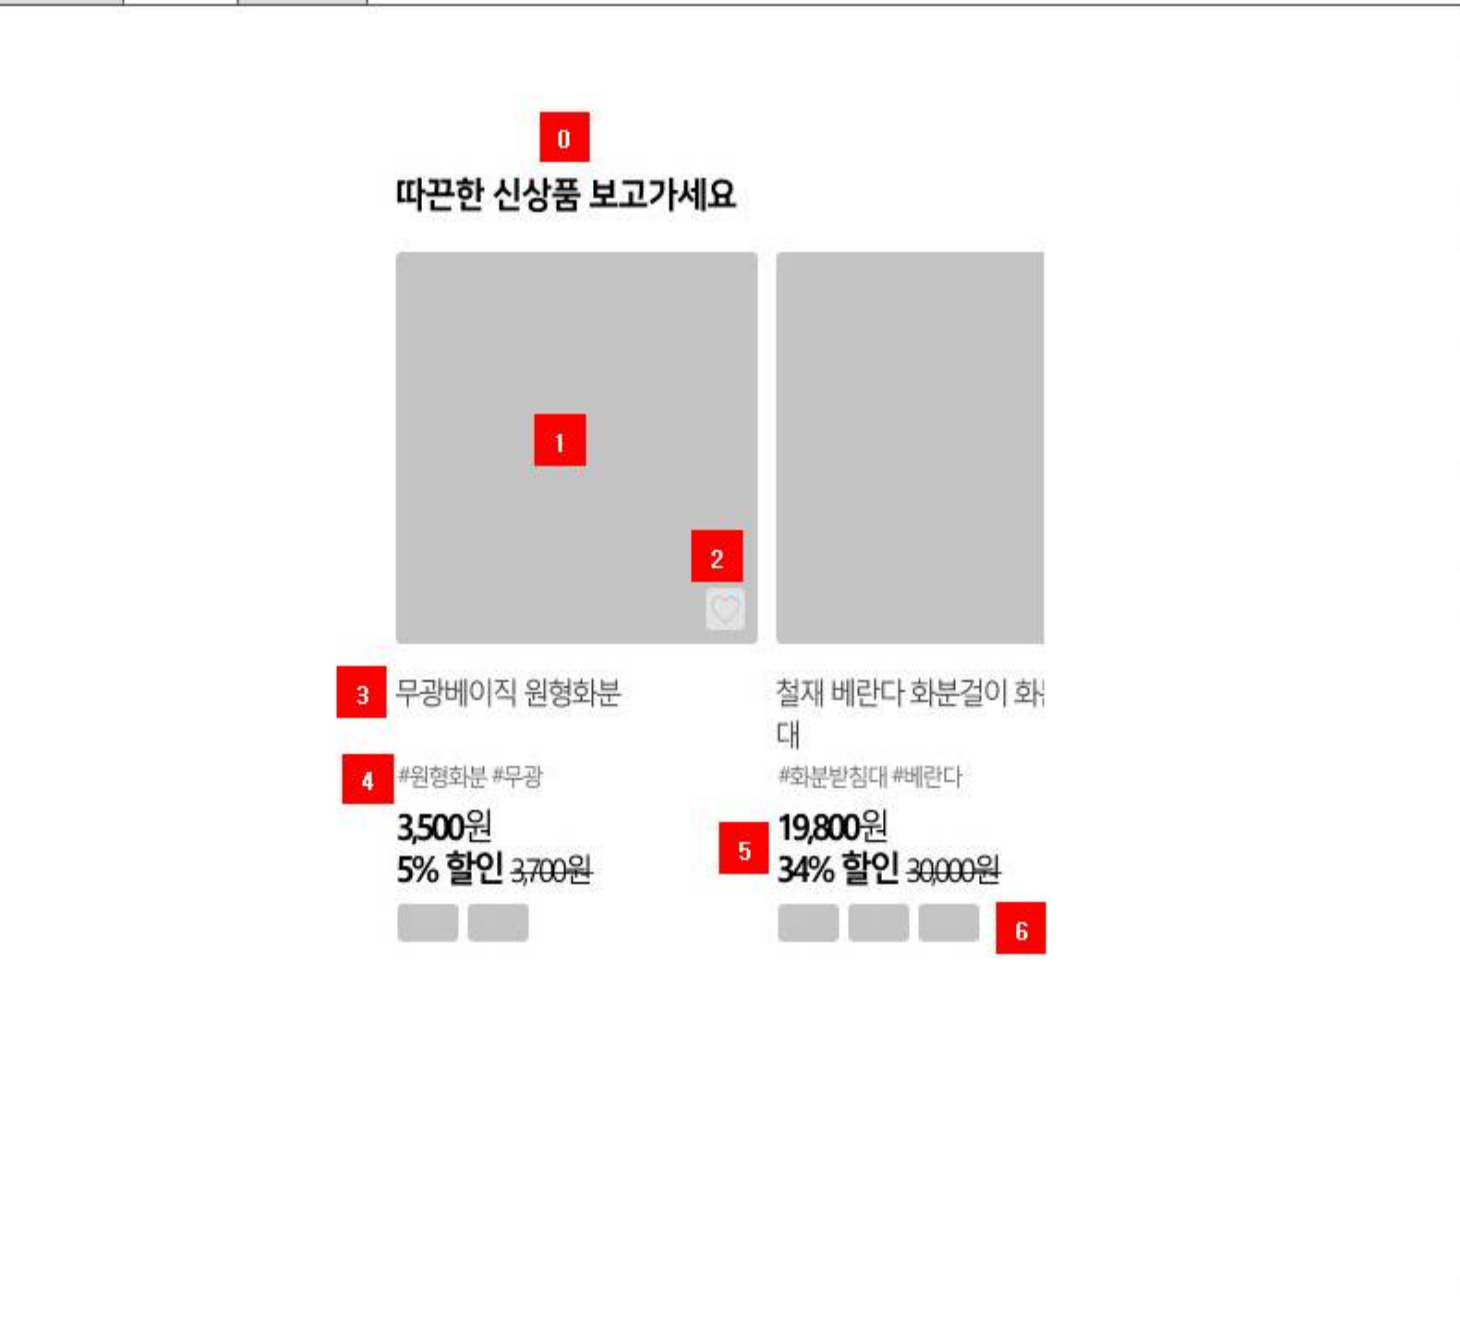 0
따끈한 신상품 보고가세요
1
2
3 무광베이직 원형화분
철재 베란다 화분걸이
대
4 #원형화분 #무광
#화분받침대 #베란다
3,500원
5% 할인 3,700원
5
19,800원
34% 할인 30,000원
6